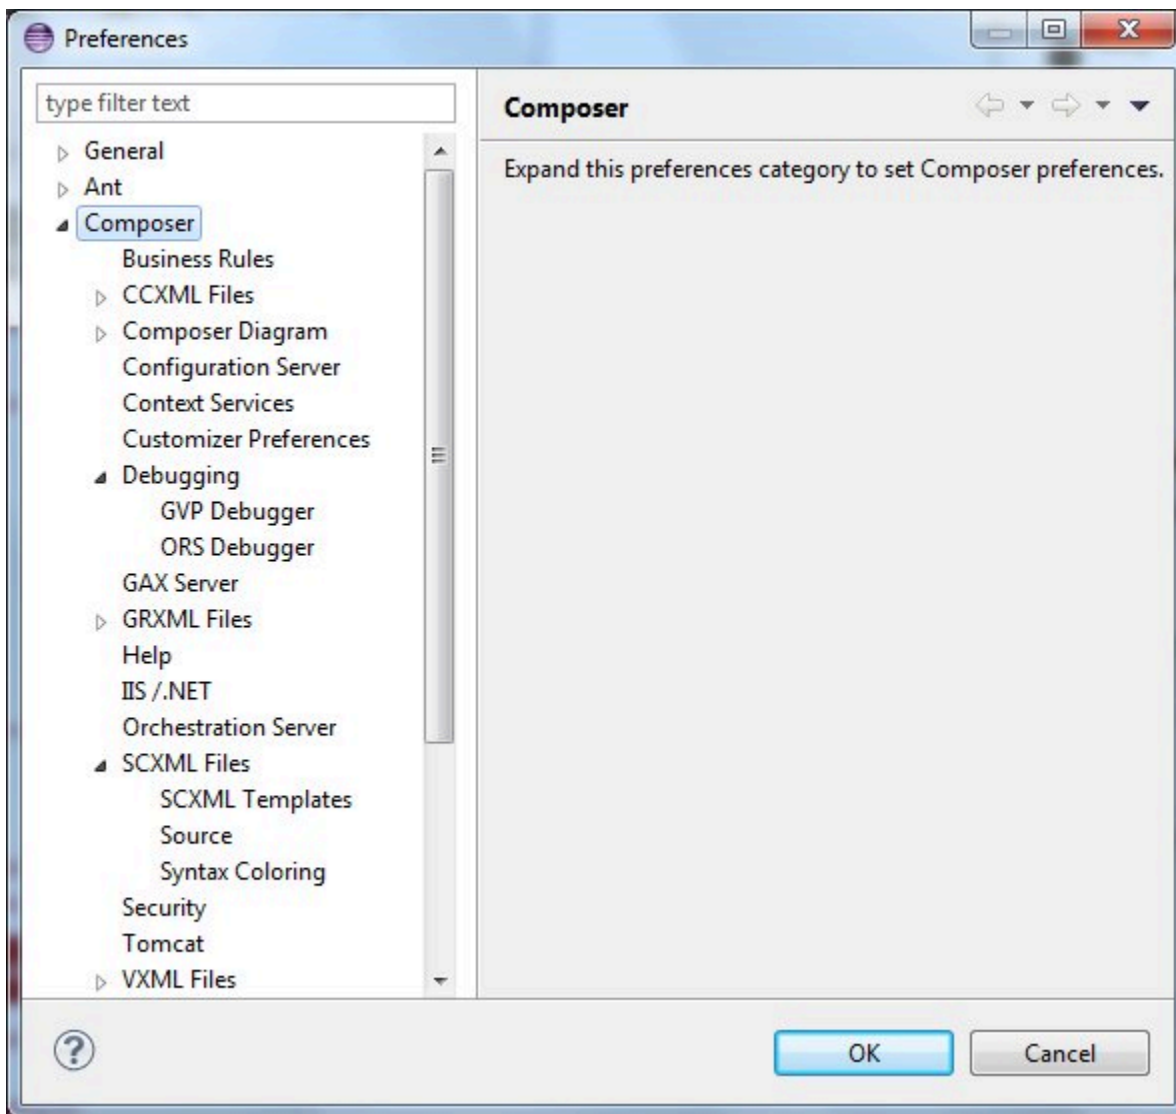 Preferences
type filter text
General
Ant
Composer
Business Rules
CCXML Files
Composer Diagram
Configuration Server
Context Services
Customizer Preferences
Debugging
GVP Debugger
ORS Debugger
GAX Server
GRXML Files
Help
IIS /.NET
Orchestration Server
SCXML Files
SCXML Templates
Source
Syntax Coloring
Security
Tomcat
VXML Files
Composer
Expand this preferences category to set Composer preferences.
OK
Cancel